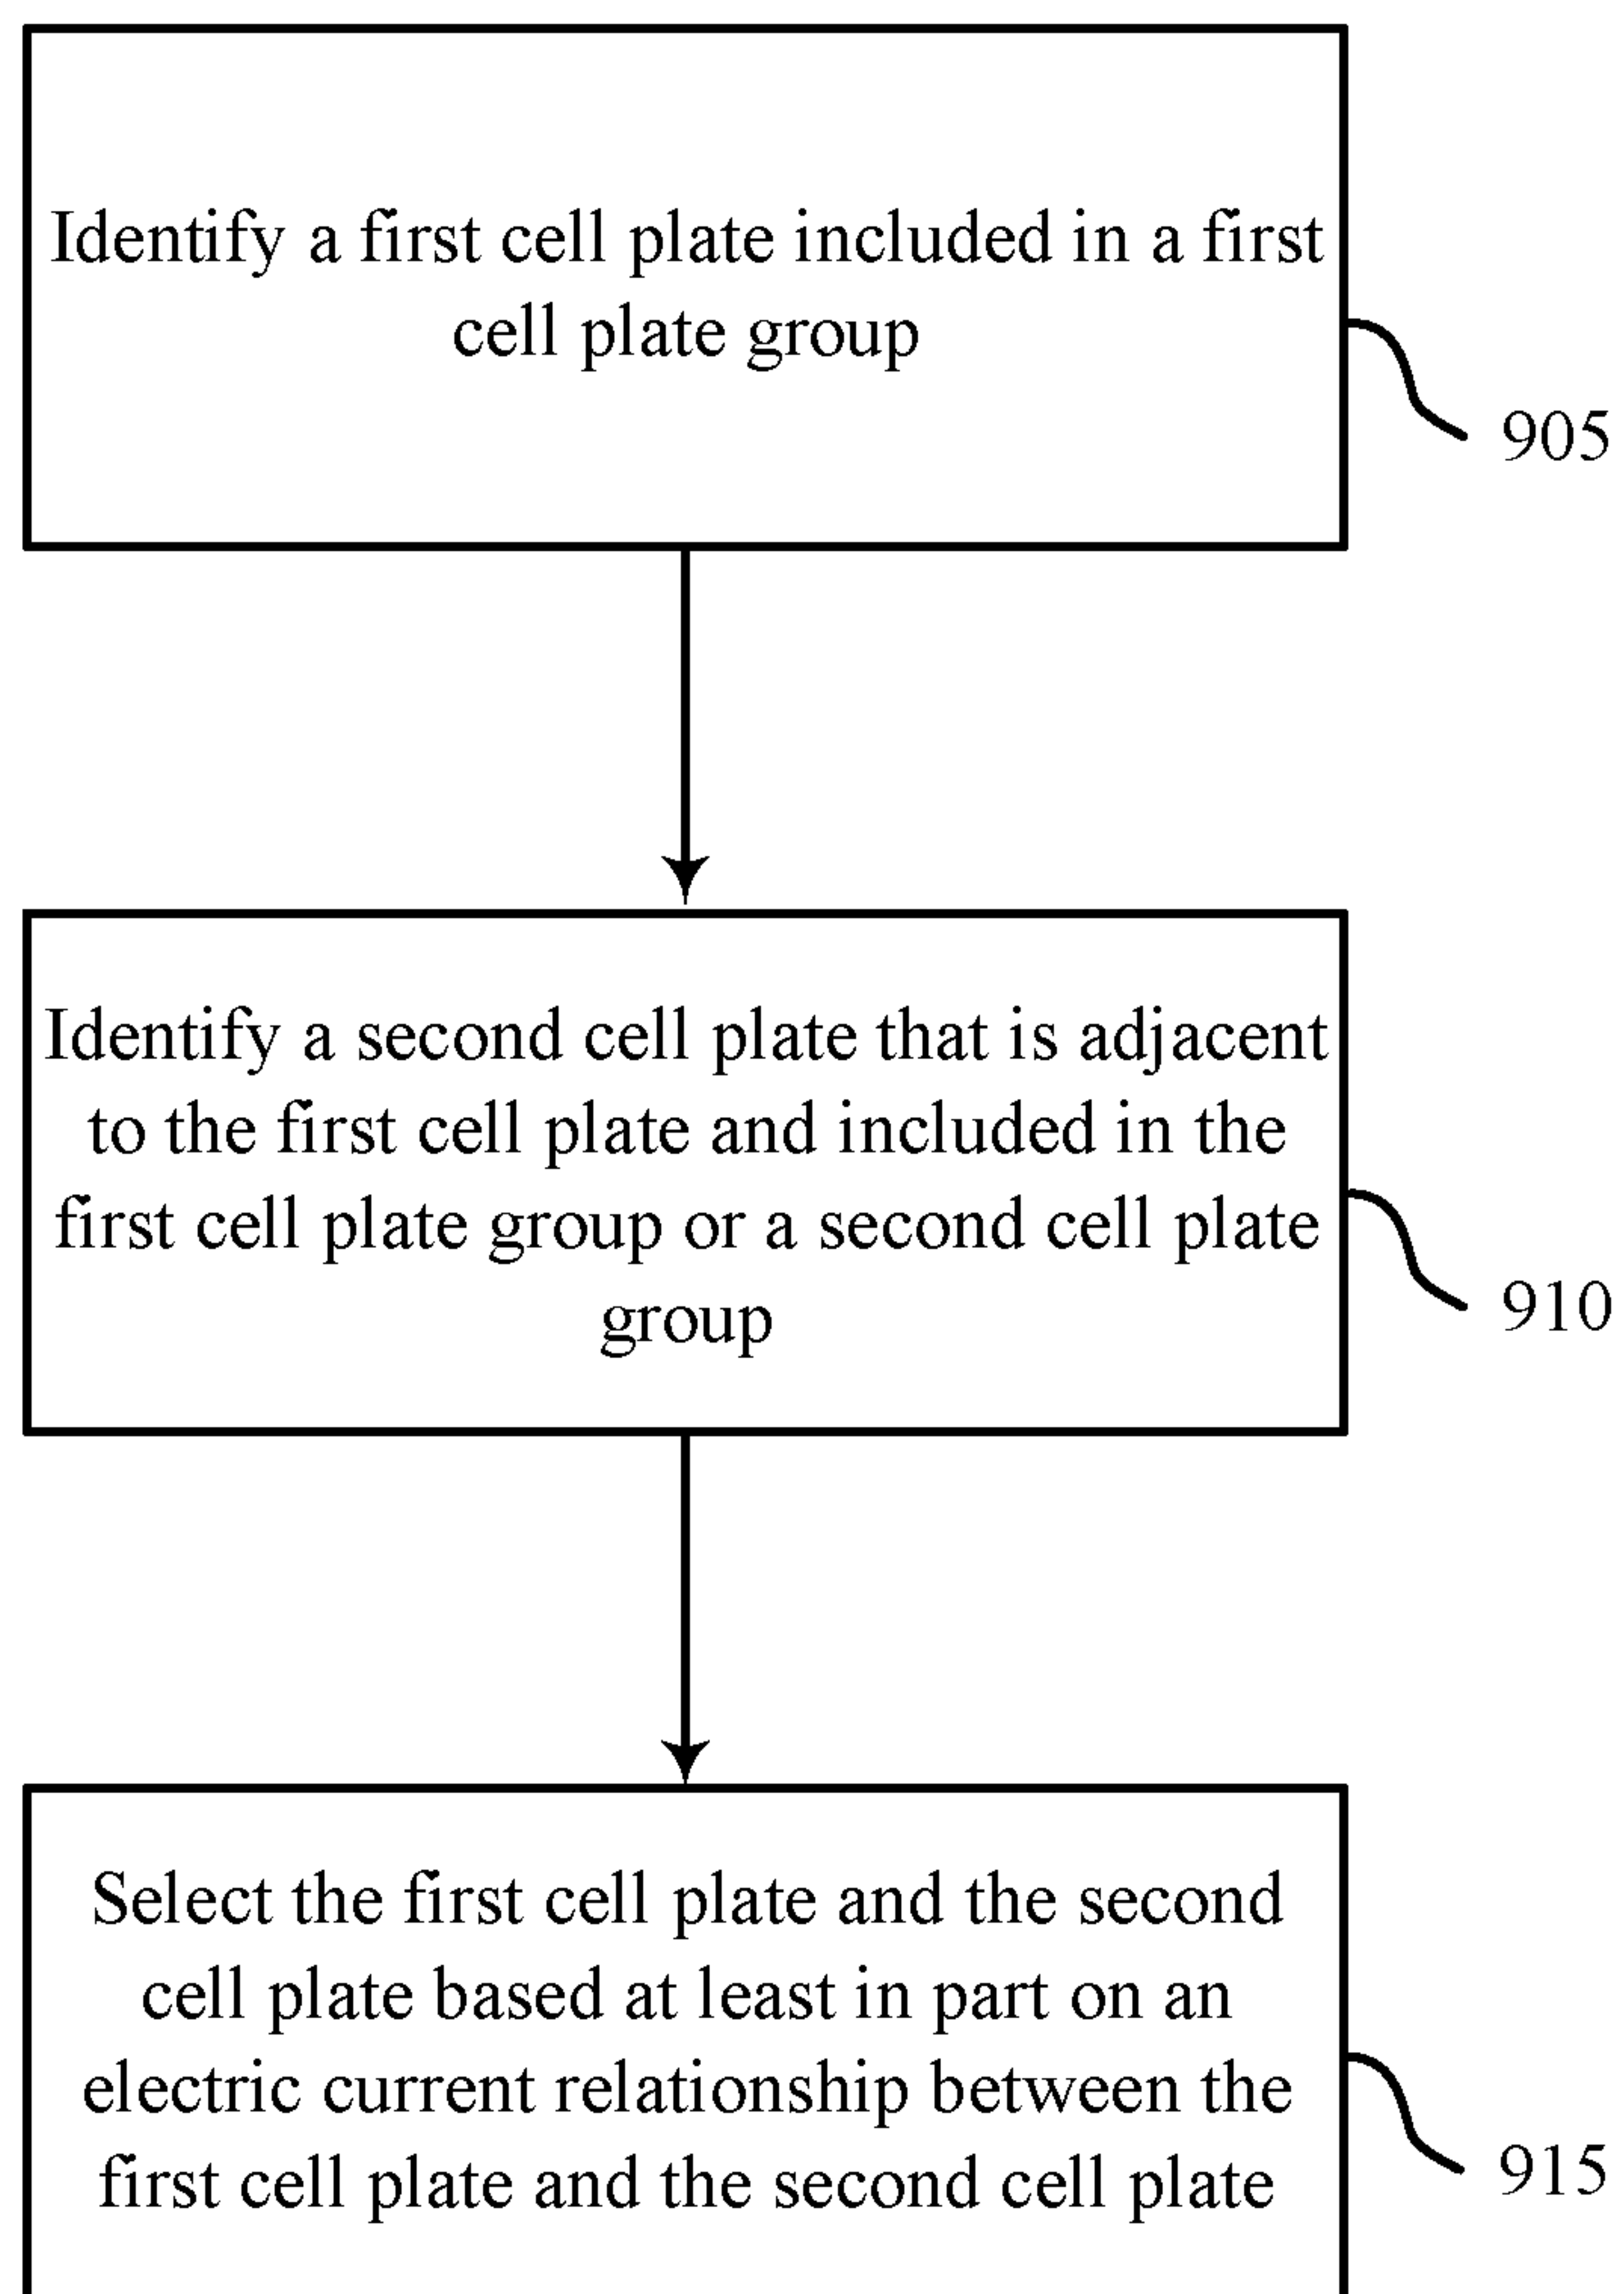 Identify a first cell plate included in a first
cell plate group
905
Identify a second cell plate that is adjacent
to the first cell plate and included in the
first cell plate group or a second cell plate
group
910
Select the first cell plate and the second
cell plate based at least in part on an
electric current relationship between the
first cell plate and the second cell plate
915